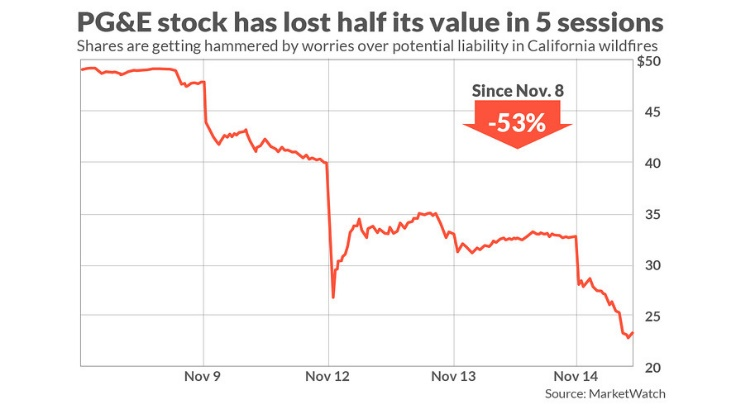 PG&E stock has lost half its value in 5 sessions
Shares are getting hammered by worries over potential liability in California wildfires
$50
Since Nov. 8
-53%
45
40
35
30
25
20
Nov 9
Nov 12
Nov 13
Nov 14
Source: MarketWatch